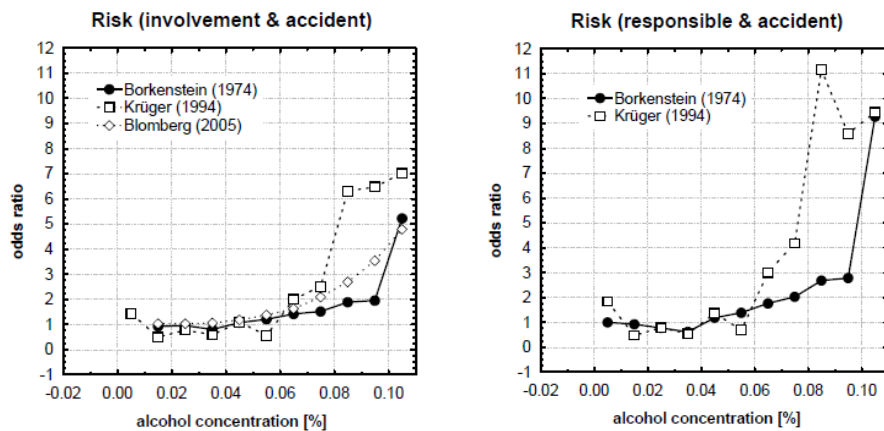 Risk (involvement & accident)
12
11
10
9
8
7
6
5
4
3
2
1
0
-1
odds ratio
Borkenstein (1974)
Krüger (1994)
Blomberg (2005)
-0.02 0.00 0.02 0.04 0.06 0.08 0.10
alcohol concentration [%]
Risk (responsible & accident)
12
11
10
9
8
7
6
5
4
3
2
1
0
-1
odds ratio
Borkenstein (1974)
Krüger (1994)
-0.02 0.00 0.02 0.04 0.06 0.08 0.10
alcohol concentration [%]